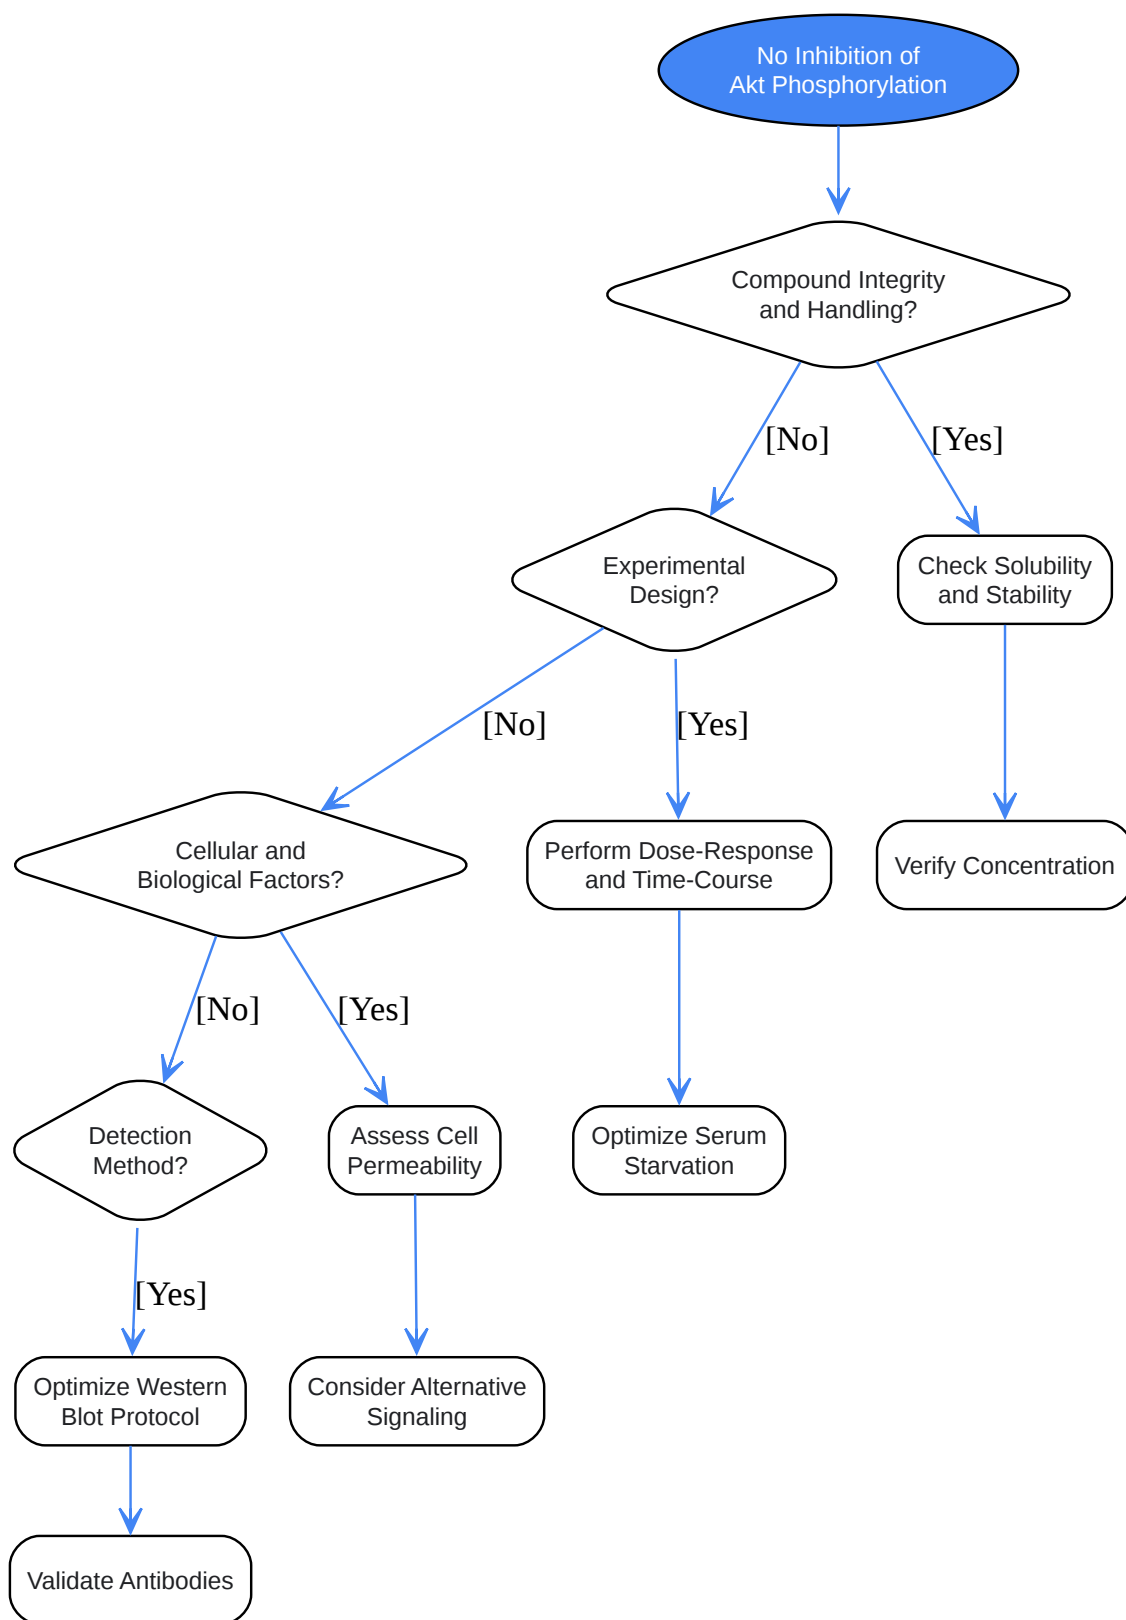 No Inhibition of
Akt Phosphorylation
Compound Integrity
and Handling?
[No]
[Yes]
Experimental
Design?
Check Solubility
and Stability
[No]
[Yes]
Cellular and
Biological Factors?
Perform Dose-Response
and Time-Course
Verify Concentration
[No]
[Yes]
Detection
Method?
Assess Cell
Permeability
Optimize Serum
Starvation
[Yes]
Optimize Western
Blot Protocol
Consider Alternative
Signaling
Validate Antibodies